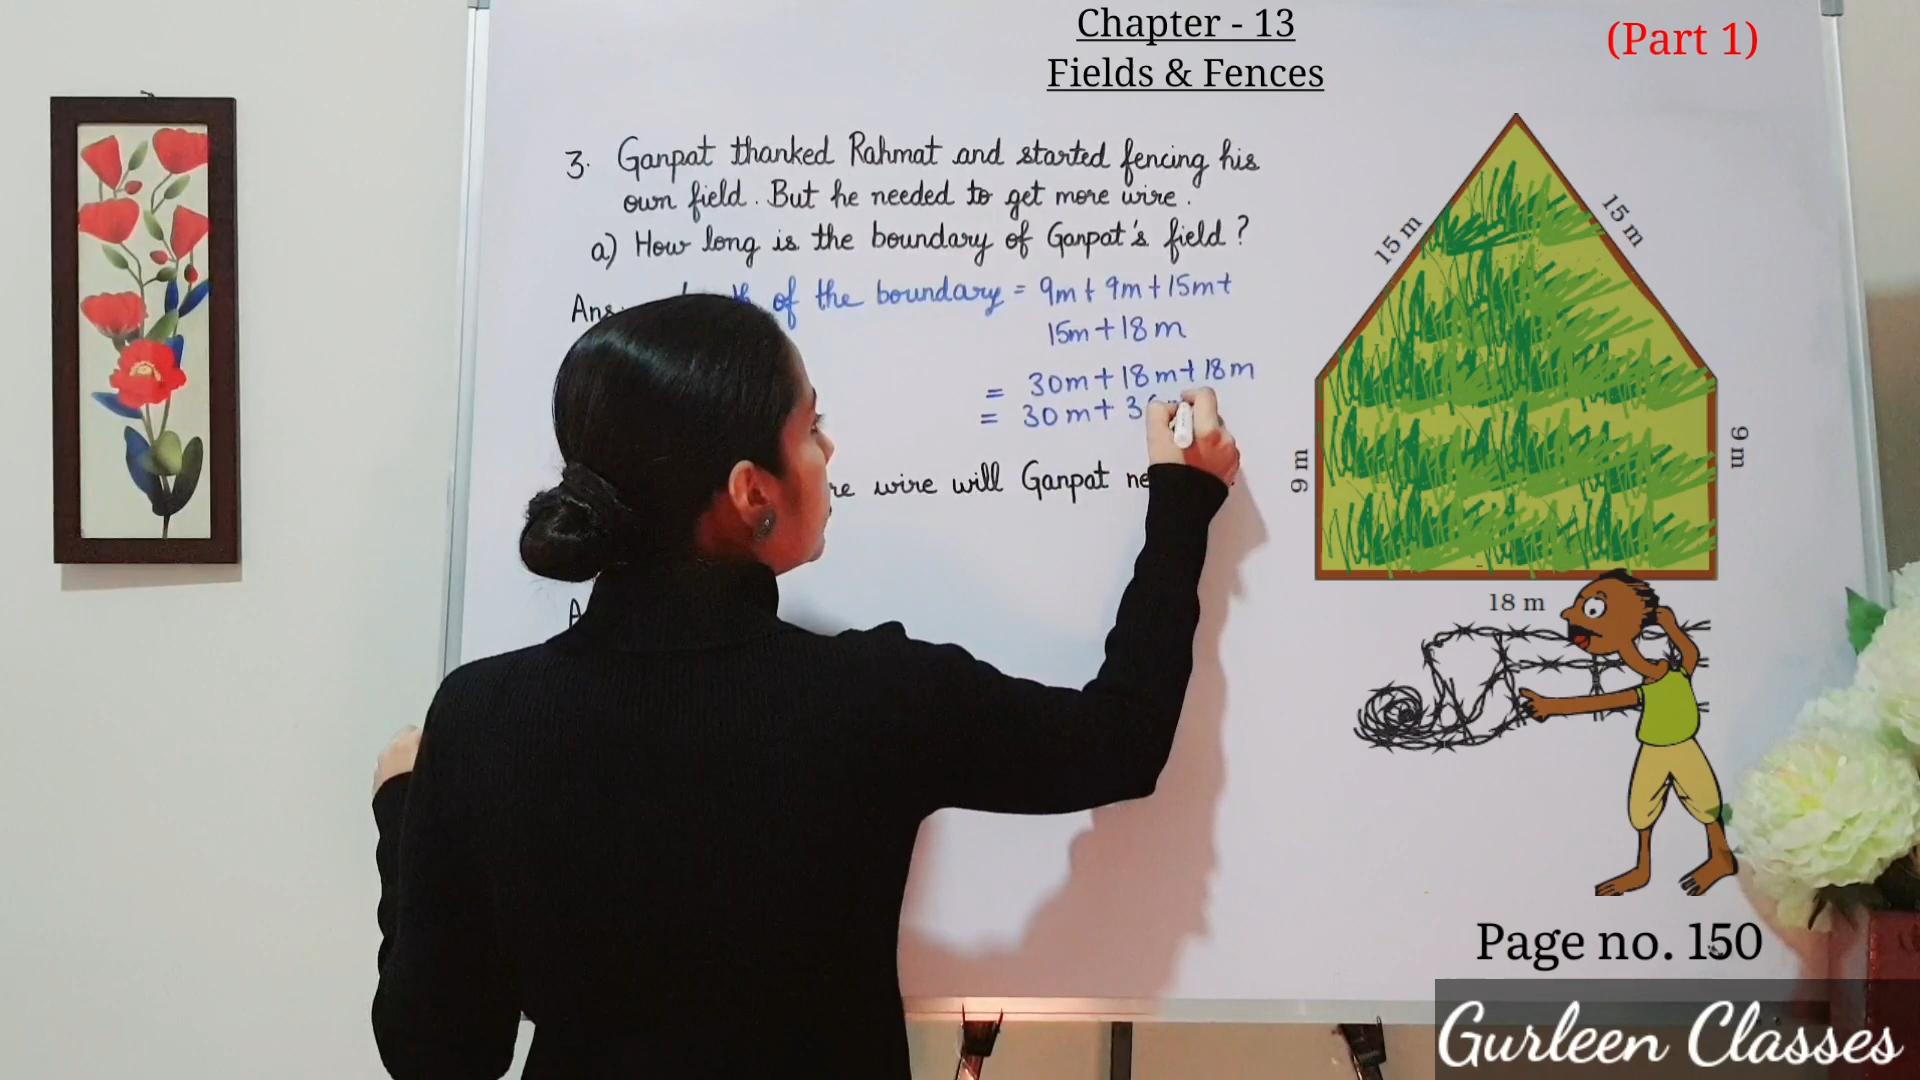 Chapter - 13
Fields & Fences
(Part 1)
3. Ganpat thanked Rahmat and started fencing his
own field. But he needed to get more wire.
a) How long is the boundary of Ganpat's field?
Ans. of the boundary = 9m + 9m + 15m +
15m + 18 m
= 30m + 18m + 18m
= 30m +
wire will Ganpat
15 m
15 m
9 m
9 m
18 m
Page no. 150
Gurleen Classes